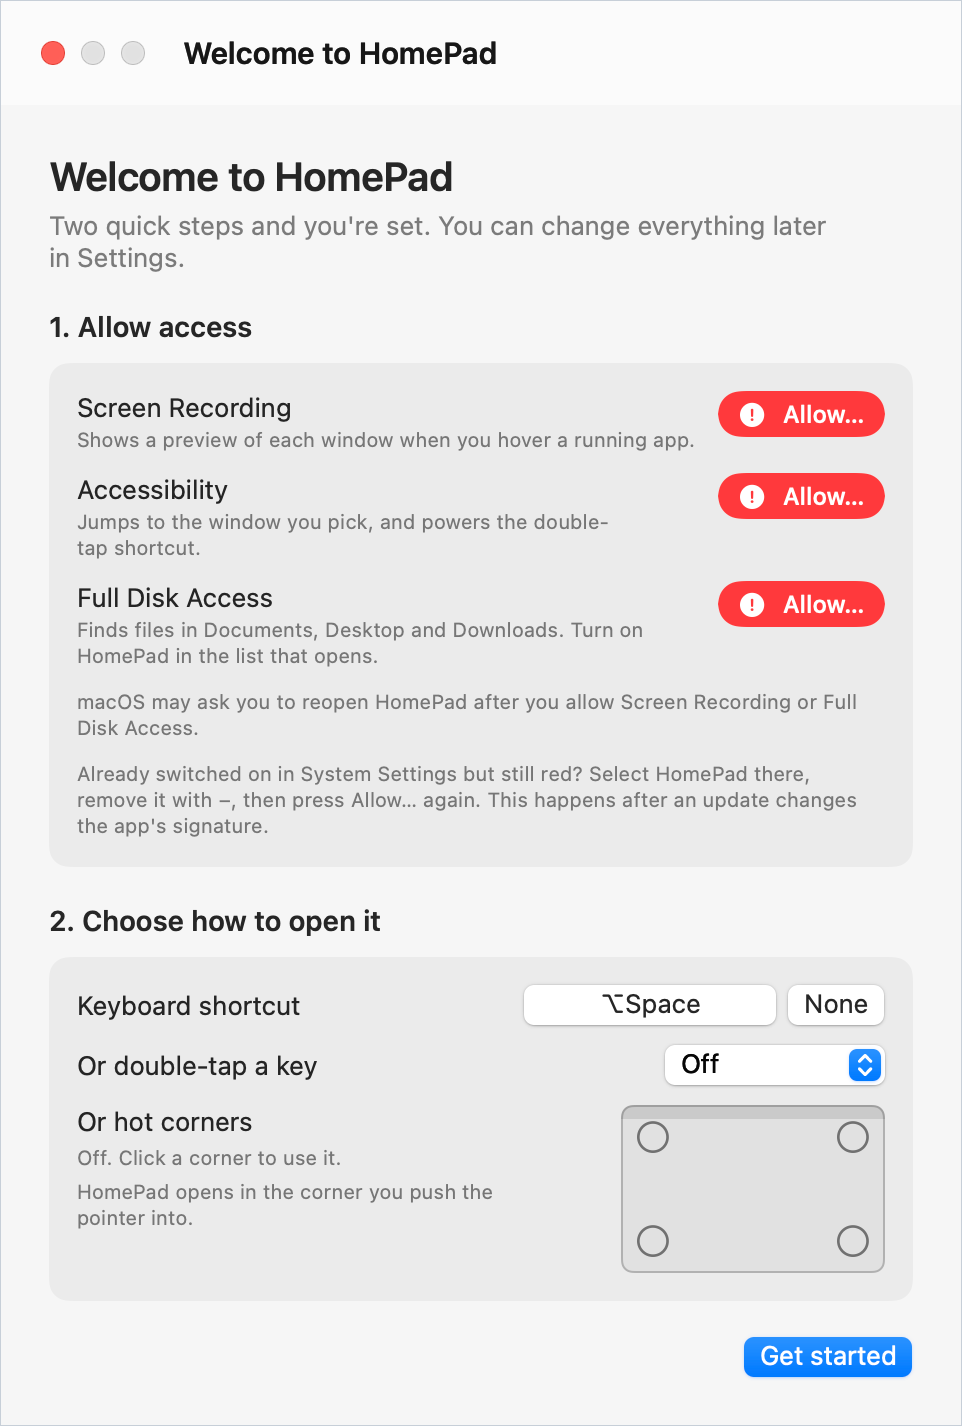 Welcome to HomePad
Welcome to HomePad
Two quick steps and you're set. You can change everything later
in Settings.
1. Allow access
Screen Recording
Allow...
Shows a preview of each window when you hover a running app.
Accessibility
Allow...
Jumps to the window you pick, and powers the double-
tap shortcut.
Full Disk Access
Allow...
Finds files in Documents, Desktop and Downloads. Turn on
HomePad in the list that opens.
macOS may ask you to reopen HomePad after you allow Screen Recording or Full
Disk Access.
Already switched on in System Settings but still red? Select HomePad there,
remove it with –, then press Allow... again. This happens after an update changes
the app's signature.
2. Choose how to open it
Keyboard shortcut
⌥Space
None
Or double-tap a key
Off
Or hot corners
Off. Click a corner to use it.
HomePad opens in the corner you push the
pointer into.
Get started